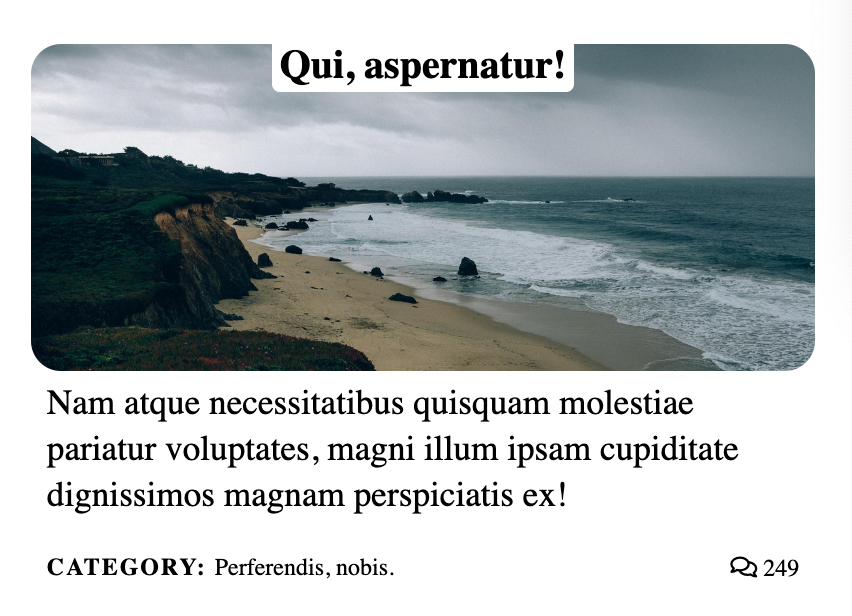 Qui, aspernatur!
Nam atque necessitatibus quisquam molestiae
pariatur voluptates, magni illum ipsam cupiditate
dignissimos magnam perspiciatis ex!
CATEGORY: Perferendis, nobis. 249